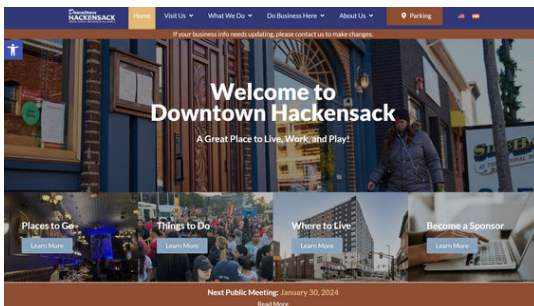 Downtown
HACKENSACK
Home
Visit Us
What We Do
Do Business Here
About Us
Parking
If your business info needs updating, please contact us to make changes.
Welcome to
Downtown Hackensack
A Great Place to Live, Work, and Play!
Places to Go
Things to Do
Where to Live
Become a Sponsor
Learn More
Learn More
Learn More
Learn More
Next Public Meeting: January 30, 2024
Read More